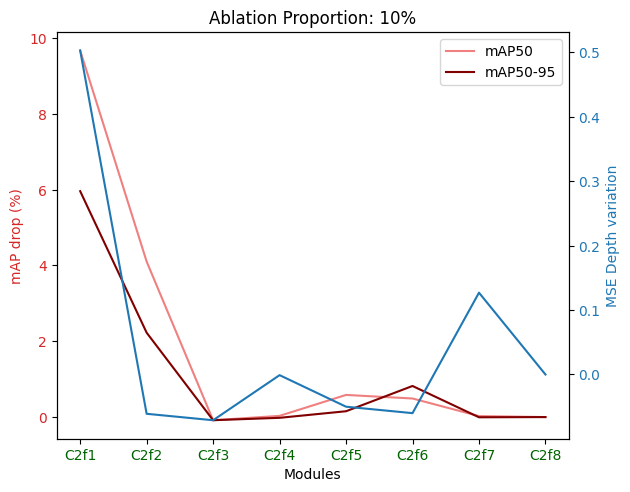 Ablation Proportion: 10%
mAP50
mAP50-95
mAP drop (%)
10
8
6
4
2
0
MSE Depth variation
0.5
0.4
0.3
0.2
0.1
0.0
C2f1 C2f2 C2f3 C2f4 C2f5 C2f6 C2f7 C2f8
Modules